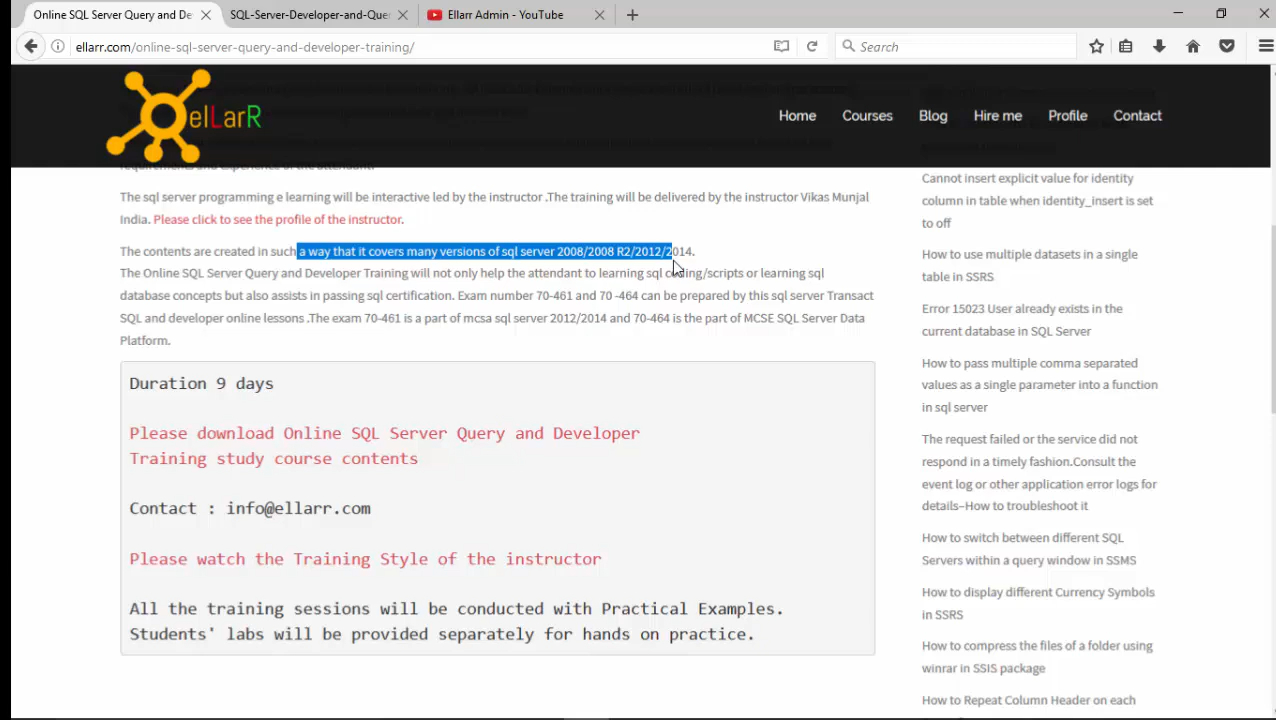 Online SQL Server Query and De
SQL-Server-Developer-and-Que
Ellarr Admin - YouTube
ellarr.com/online-sql-server-query-and-developer-training/
Search
elLarR
Home
Courses
Blog
Hire me
Profile
Contact
requirements and experience of the attendant.
The sql server programming e learning will be interactive led by the instructor .The training will be delivered by the instructor Vikas Munjal
India. Please click to see the profile of the instructor.
The contents are created in such a way that it covers many versions of sql server 2008/2008 R2/2012/2014.
The Online SQL Server Query and Developer Training will not only help the attendant to learning sql coding/scripts or learning sql
database concepts but also assists in passing sql certification. Exam number 70-461 and 70 -464 can be prepared by this sql server Transact
SQL and developer online lessons .The exam 70-461 is a part of mcsa sql server 2012/2014 and 70-464 is the part of MCSE SQL Server Data
Platform.
Duration 9 days
Please download Online SQL Server Query and Developer
Training study course contents
Contact : info@ellarr.com
Please watch the Training Style of the instructor
All the training sessions will be conducted with Practical Examples.
Students' labs will be provided separately for hands on practice.
Cannot insert explicit value for identity
column in table when identity_insert is set
to off
How to use multiple datasets in a single
table in SSRS
Error 15023 User already exists in the
current database in SQL Server
How to pass multiple comma separated
values as a single parameter into a function
in sql server
The request failed or the service did not
respond in a timely fashion.Consult the
event log or other application error logs for
details–How to troubleshoot it
How to switch between different SQL
Servers within a query window in SSMS
How to display different Currency Symbols
in SSRS
How to compress the files of a folder using
winrar in SSIS package
How to Repeat Column Header on each